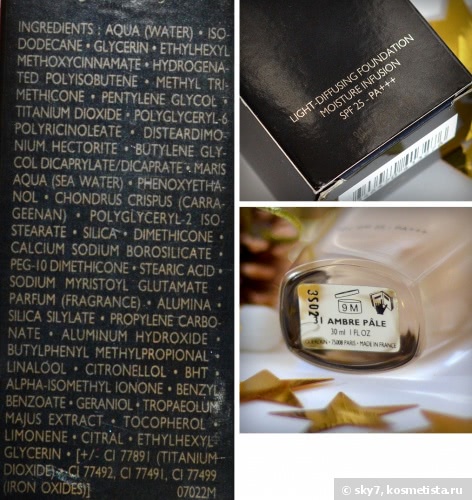 INGREDIENTS : AQUA (WATER) • ISO-
DODECANE • GLYCERIN • ETHYLHEXYL
METHOXYCINNAMATE • HYDROGENA-
TED POLYISOBUTENE • METHYL TRI-
METHICONE • PENTYLENE GLYCOL •
TITANIUM DIOXIDE • POLYGLYCERYL-6
POLYRICINOLEATE • DISTEARDIMO-
NIUM HECTORITE • BUTYLENE GLY-
COL DICAPRYLATE/DICAPRATE • MARIS
AQUA (SEA WATER) • PHENOXYETHA-
NOL • CHONDRUS CRISPUS (CARRA-
GEENAN) • POLYGLYCERYL-2 ISO-
STEARATE • SILICA • DIMETHICONE •
CALCIUM SODIUM BOROSILICATE •
PEG-10 DIMETHICONE • STEARIC ACID •
SODIUM MYRISTOYL GLUTAMATE •
PARFUM (FRAGRANCE) • ALUMINA •
SILICA SILYLATE • PROPYLENE CARBO-
NATE • ALUMINUM HYDROXIDE •
BUTYLPHENYL METHYLPROPIONAL •
LINALOOL • CITRONELLOL • BHT •
ALPHA-ISOMETHYL IONONE • BENZYL
BENZOATE • GERANIOL • TROPAEOLUM
MAJUS EXTRACT • TOCOPHEROL •
LIMONENE • CITRAL • ETHYLHEXYL
GLYCERIN • [+/- CI 77891 (TITANIUM
DIOXIDE) • CI 77492, CI 77491, CI 77499
(IRON OXIDES)]
07022M
LIGHT-DIFFUSING FOUNDATION
MOISTURE INFUSION
SPF 25 - PA+++
3S02
9 M
1 AMBRE PÂLE
30 ml 1 FL.OZ
75008 PARIS - MADE IN FRANCE
© sky7, kosmetista.ru